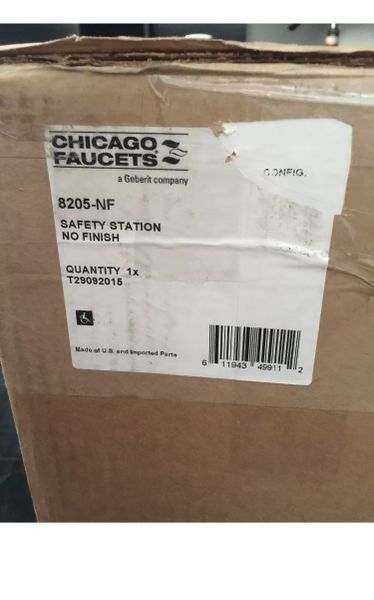 CHICAGO
FAUCETS®
a Geberit company
CONFIG.
8205-NF
SAFETY STATION
NO FINISH
QUANTITY 1x
T29092015
Made of U.S. and Imported Parts
6 11943 49911 2